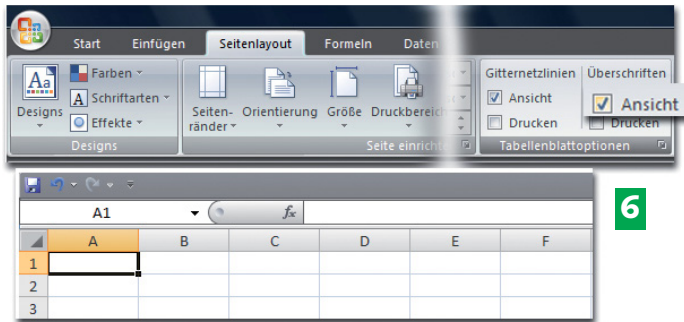 Start Einfügen Seitenlayout Formeln Daten
Gitternetzlinien Überschriften
Aa Farben
A Schriftarten
Effekte
Designs
Seiten-
ränder
Orientierung Größe Druckbereich
Ansicht Ansicht
Drucken Drucken
Designs Seite einrichten Tabellenblattoptionen
A1 fx
6
A B C D E F
1
2
3